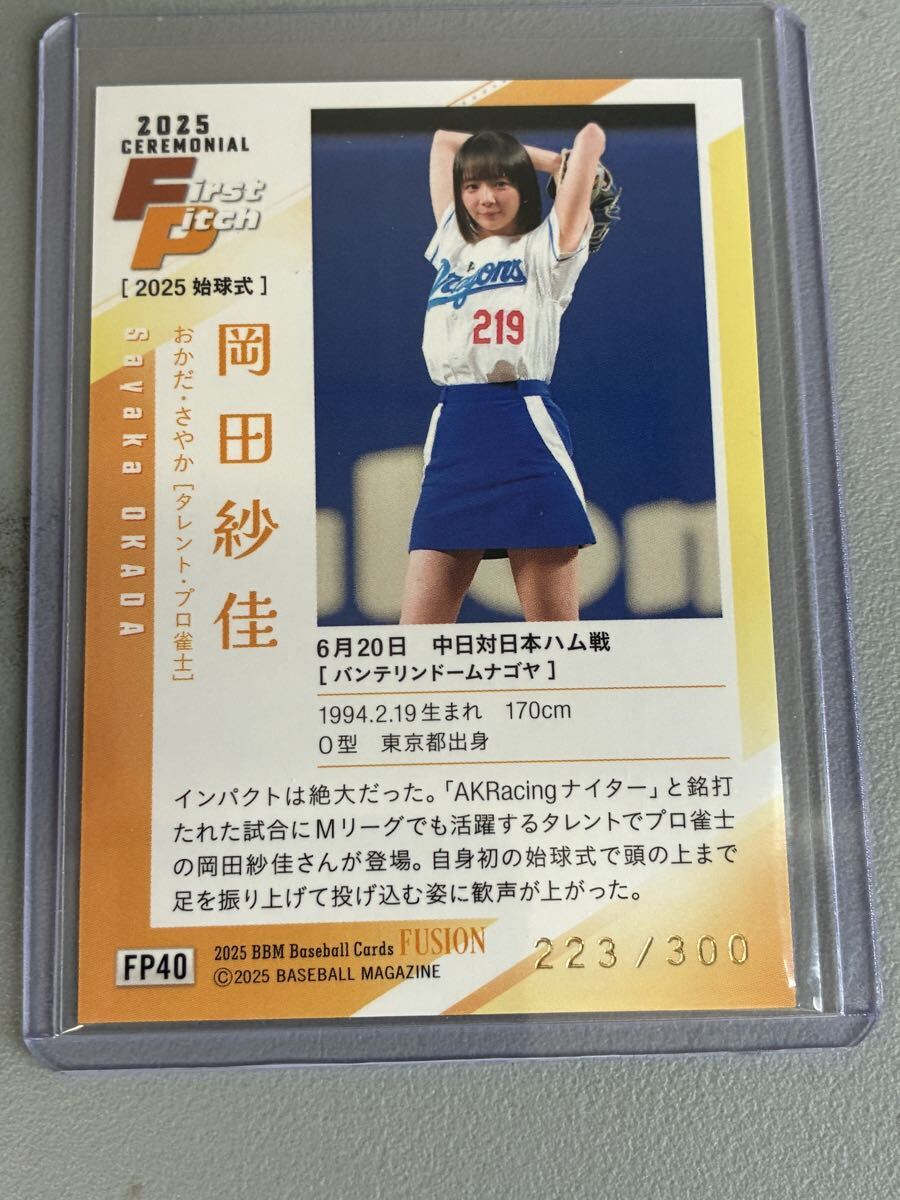 2025
CEREMONIAL
First
Pitch
[ 2025 始球式 ]
岡田紗佳
おかだ・さやか [タレント・プロ雀士]
Sayaka OKADA
Dragons
219
6月20日 中日対日本ハム戦
[ バンテリンドームナゴヤ ]
1994.2.19生まれ 170cm
O型 東京都出身
インパクトは絶大だった。「AKRacingナイター」と銘打
たれた試合にMリーグでも活躍するタレントでプロ雀士
の岡田紗佳さんが登場。自身初の始球式で頭の上まで
足を振り上げて投げ込む姿に歓声が上がった。
FP40
2025 BBM Baseball Cards FUSION
©2025 BASEBALL MAGAZINE
223/300